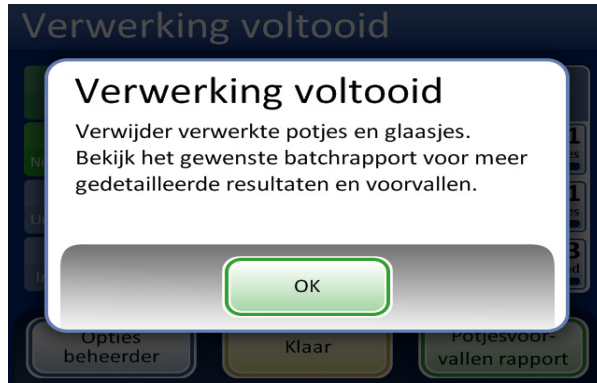 Verwerking voltooid
Verwerking voltooid
Verwijder verwerkte potjes en glaasjes.
Bekijk het gewenste batchrapport voor meer
gedetailleerde resultaten en voorvallen.
OK
Opties
beheerder
Klaar
Potjesvoor-
vallen rapport